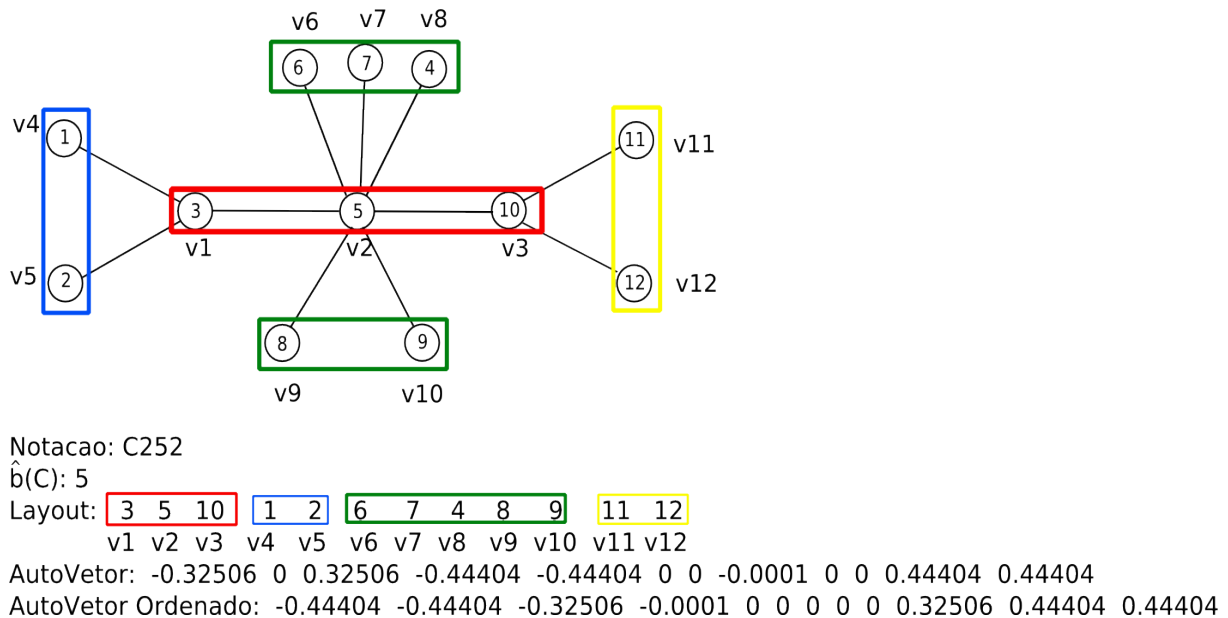 v6 v7 v8
6 7 4
v4 1 11 v11
3 5 10
v1 v2 v3
v5 2 12 v12
8 9
v9 v10
Notacao: C252
b̂(C): 5
Layout: 3 5 10 1 2 6 7 4 8 9 11 12
v1 v2 v3 v4 v5 v6 v7 v8 v9 v10 v11 v12
AutoVetor: -0.32506 0 0.32506 -0.44404 -0.44404 0 0 -0.0001 0 0 0.44404 0.44404
AutoVetor Ordenado: -0.44404 -0.44404 -0.32506 -0.0001 0 0 0 0 0 0.32506 0.44404 0.44404